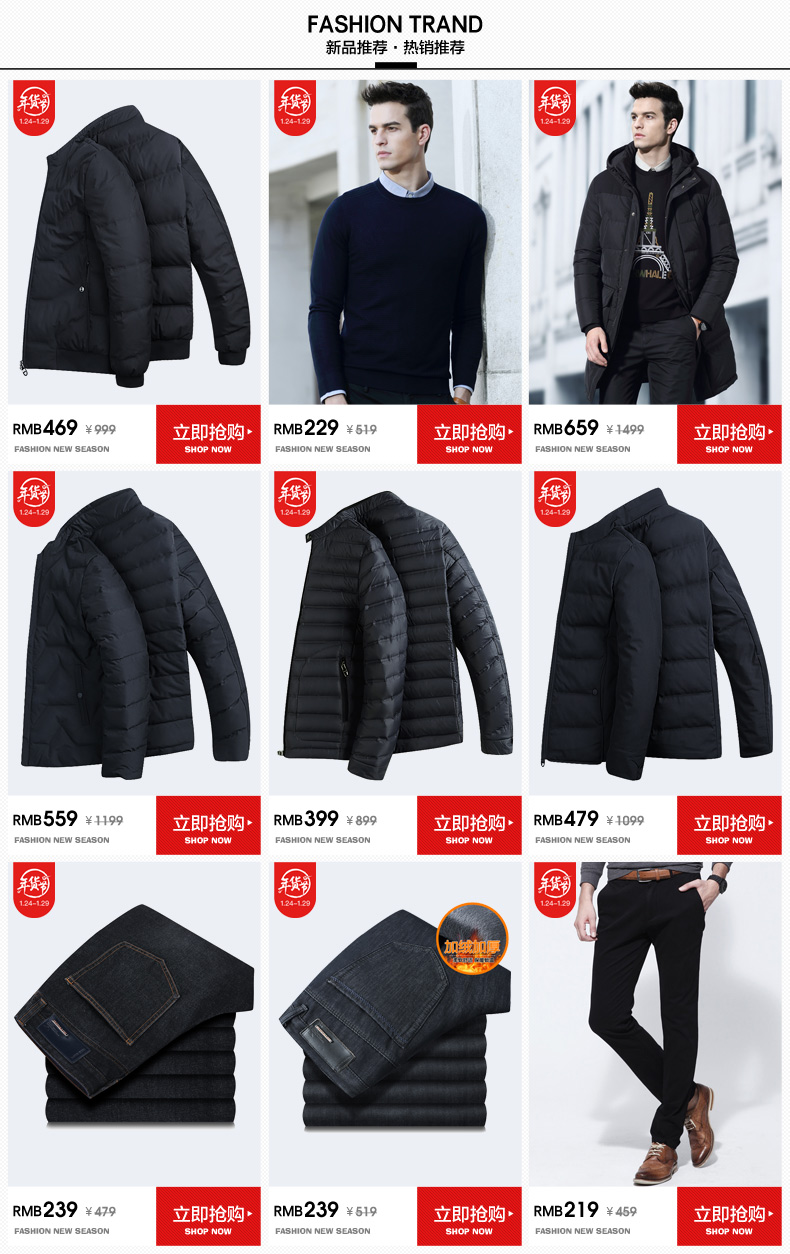 FASHION TRAND
新品推荐·热销推荐
年货节
1.24-1.29
年货节
1.24-1.29
年货节
1.24-1.29
WHALE
RMB469 ¥999
FASHION NEW SEASON
立即抢购
SHOP NOW
RMB229 ¥519
FASHION NEW SEASON
立即抢购
SHOP NOW
RMB659 ¥1499
FASHION NEW SEASON
立即抢购
SHOP NOW
年货节
1.24-1.29
年货节
1.24-1.29
年货节
1.24-1.29
RMB559 ¥1199
FASHION NEW SEASON
立即抢购
SHOP NOW
RMB399 ¥899
FASHION NEW SEASON
立即抢购
SHOP NOW
RMB479 ¥1099
FASHION NEW SEASON
立即抢购
SHOP NOW
年货节
1.24-1.29
年货节
1.24-1.29
加绒加厚
年货节
1.24-1.29
RMB239 ¥479
FASHION NEW SEASON
立即抢购
SHOP NOW
RMB239 ¥519
FASHION NEW SEASON
立即抢购
SHOP NOW
RMB219 ¥459
FASHION NEW SEASON
立即抢购
SHOP NOW